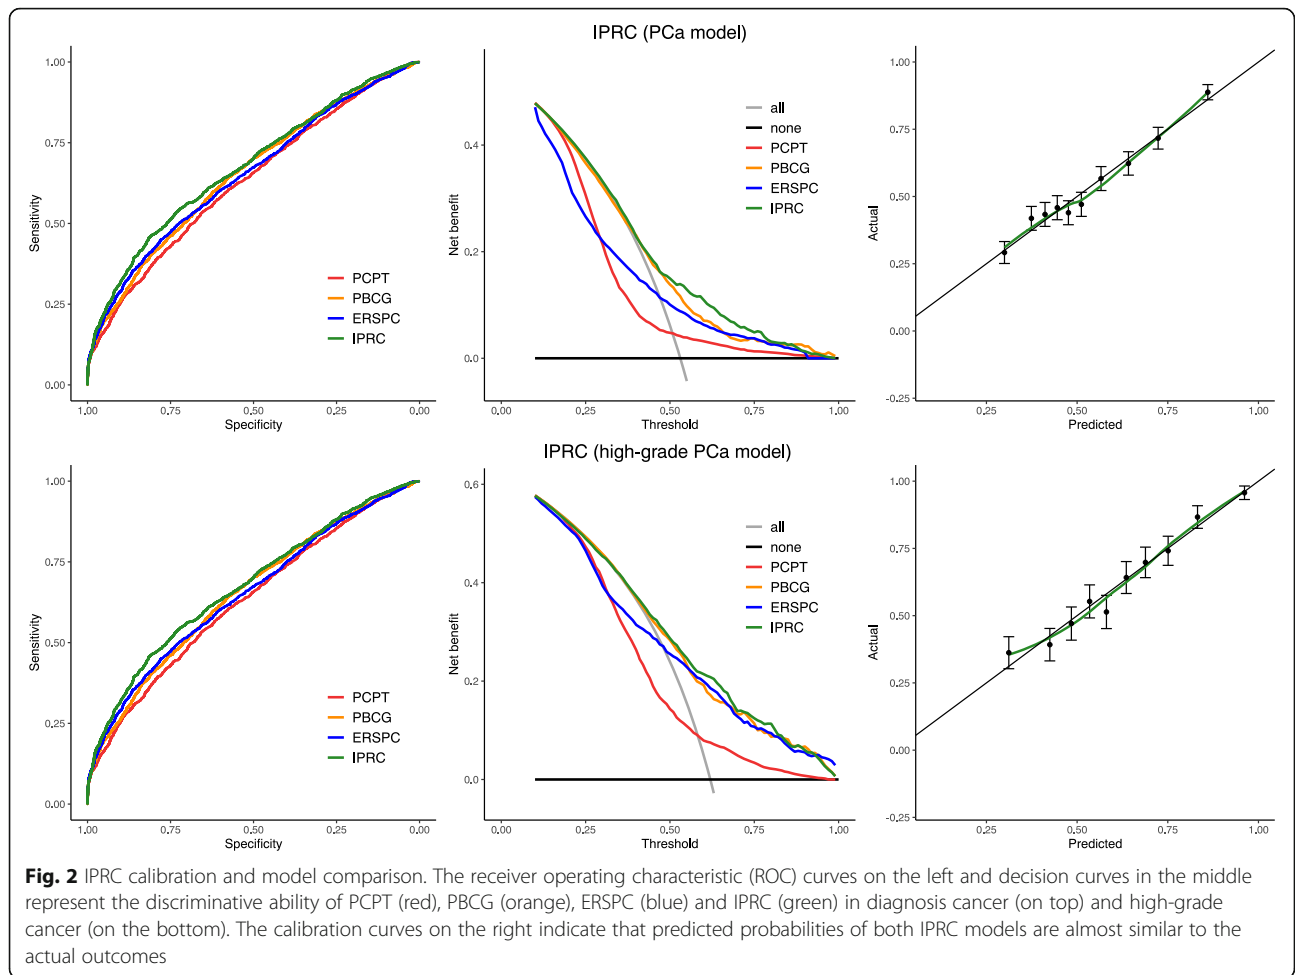 IPRC (PCa model)
1.00
0.75
0.50
0.25
0.00
Sensitivity
1.00
0.75
0.50
0.25
0.00
Specificity
PCPT
PBCG
ERSPC
IPRC
0.4
0.2
0.0
Net benefit
0.00
0.25
0.50
0.75
1.00
Threshold
all
none
PCPT
PBCG
ERSPC
IPRC
1.00
0.75
0.50
0.25
0.00
-0.25
Actual
0.25
0.50
0.75
1.00
Predicted
IPRC (high-grade PCa model)
1.00
0.75
0.50
0.25
0.00
Sensitivity
1.00
0.75
0.50
0.25
0.00
Specificity
PCPT
PBCG
ERSPC
IPRC
0.6
0.4
0.2
0.0
Net benefit
0.00
0.25
0.50
0.75
1.00
Threshold
all
none
PCPT
PBCG
ERSPC
IPRC
1.00
0.75
0.50
0.25
0.00
-0.25
Actual
0.25
0.50
0.75
1.00
Predicted
Fig. 2 IPRC calibration and model comparison. The receiver operating characteristic (ROC) curves on the left and decision curves in the middle
represent the discriminative ability of PCPT (red), PBCG (orange), ERSPC (blue) and IPRC (green) in diagnosis cancer (on top) and high-grade
cancer (on the bottom). The calibration curves on the right indicate that predicted probabilities of both IPRC models are almost similar to the
actual outcomes